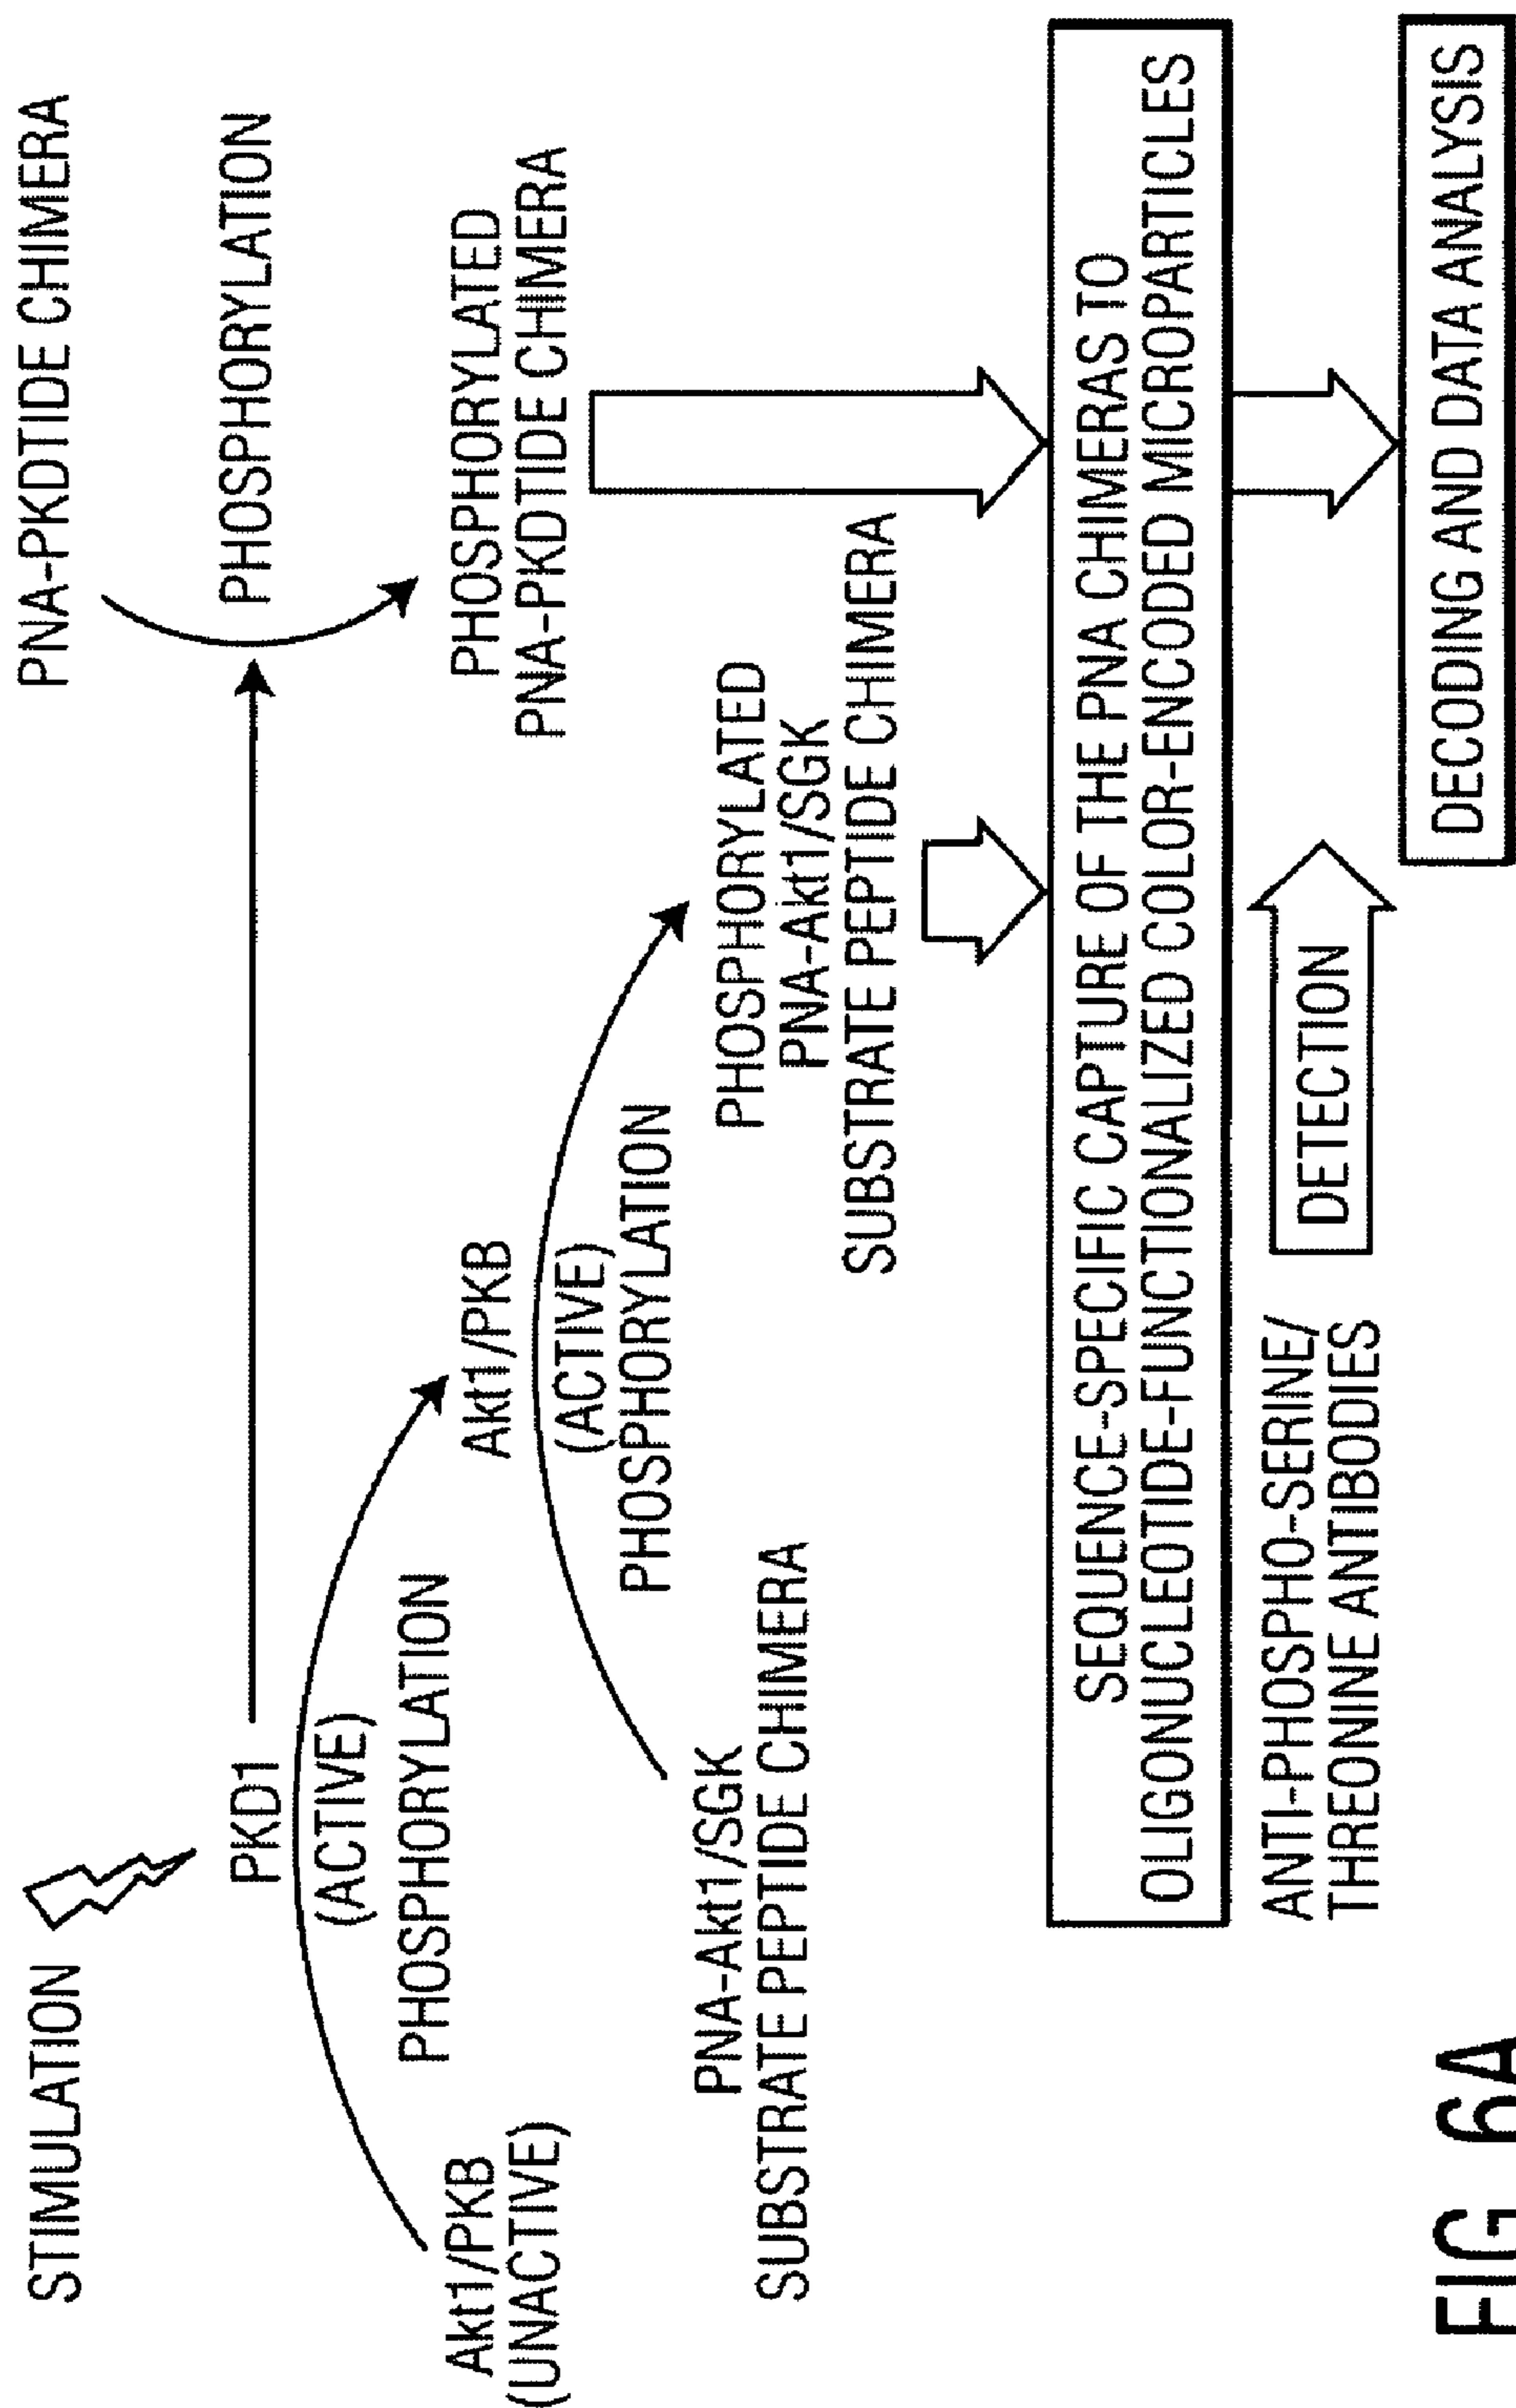 STIMULATION
PKD1
(ACTIVE)
PHOSPHORYLATION
Akt1/PKB
(UNACTIVE)
Akt1/PKB
(ACTIVE)
PHOSPHORYLATION
PNA-Akt1/SGK
SUBSTRATE PEPTIDE CHIMERA
PNA-PKDTIDE CHIMERA
PHOSPHORYLATION
PHOSPHORYLATED
PNA-PKDTIDE CHIMERA
PHOSPHORYLATED
PNA-Akt1/SGK
SUBSTRATE PEPTIDE CHIMERA
SEQUENCE-SPECIFIC CAPTURE OF THE PNA CHIMERAS TO
OLIGONUCLEOTIDE-FUNCTIONALIZED COLOR-ENCODED MICROPARTICLES
ANTI-PHOSPHO-SERINE/
THREONINE ANTIBODIES
DETECTION
DECODING AND DATA ANALYSIS
FIG 6A